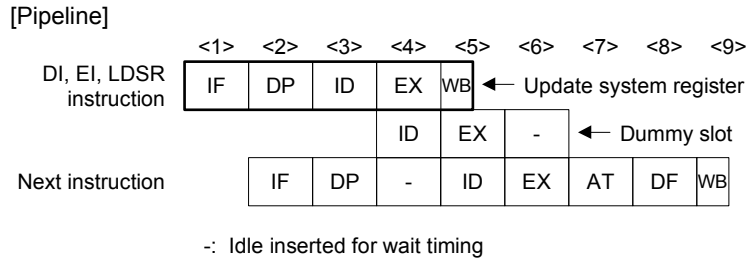 [Pipeline]
<1> <2> <3> <4> <5> <6> <7> <8> <9>
DI, EI, LDSR instruction IF DP ID EX WB Update system register
ID EX - Dummy slot
Next instruction IF DP - ID EX AT DF WB
-: Idle inserted for wait timing